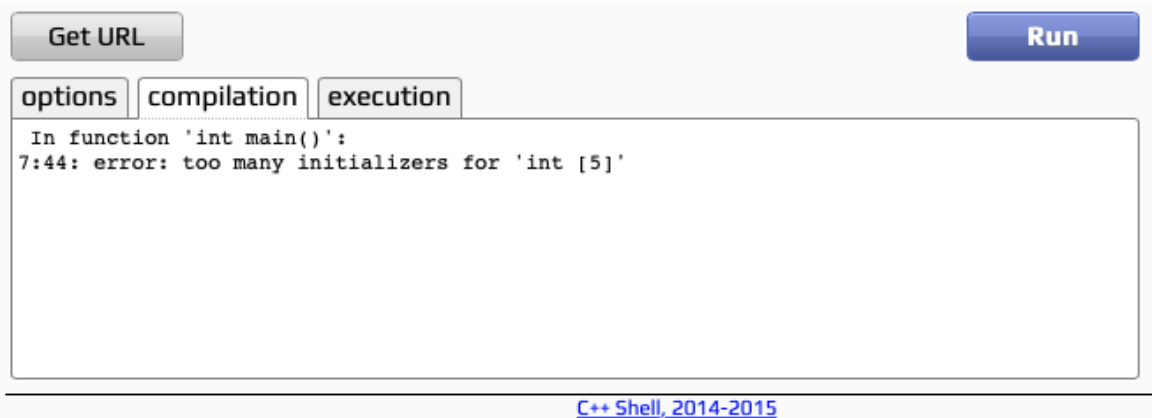 Get URL
Run
options compilation execution
In function 'int main()':
7:44: error: too many initializers for 'int [5]'
C++ Shell, 2014-2015